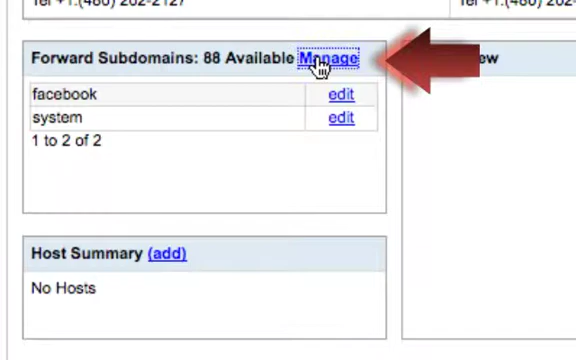 Forward Subdomains: 88 Available Manage
facebook edit
system edit
1 to 2 of 2
Host Summary (add)
No Hosts